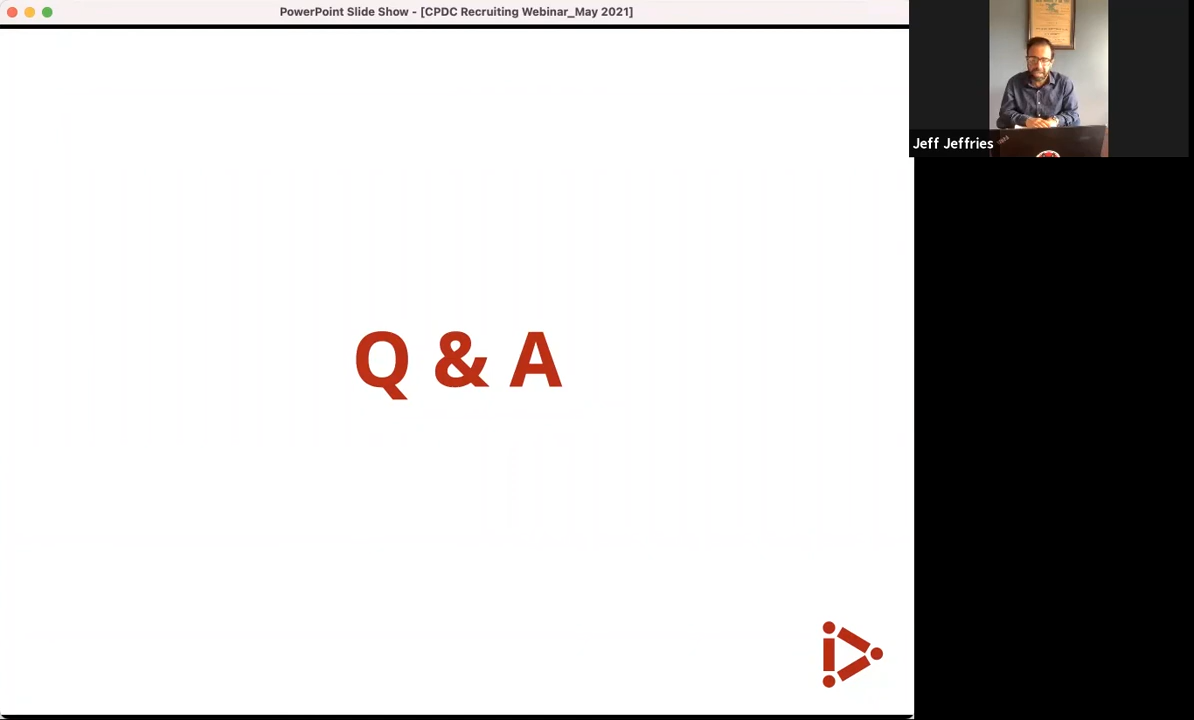 PowerPoint Slide Show - [CPDC Recruiting Webinar_May 2021]
Jeff Jeffries
Q & A